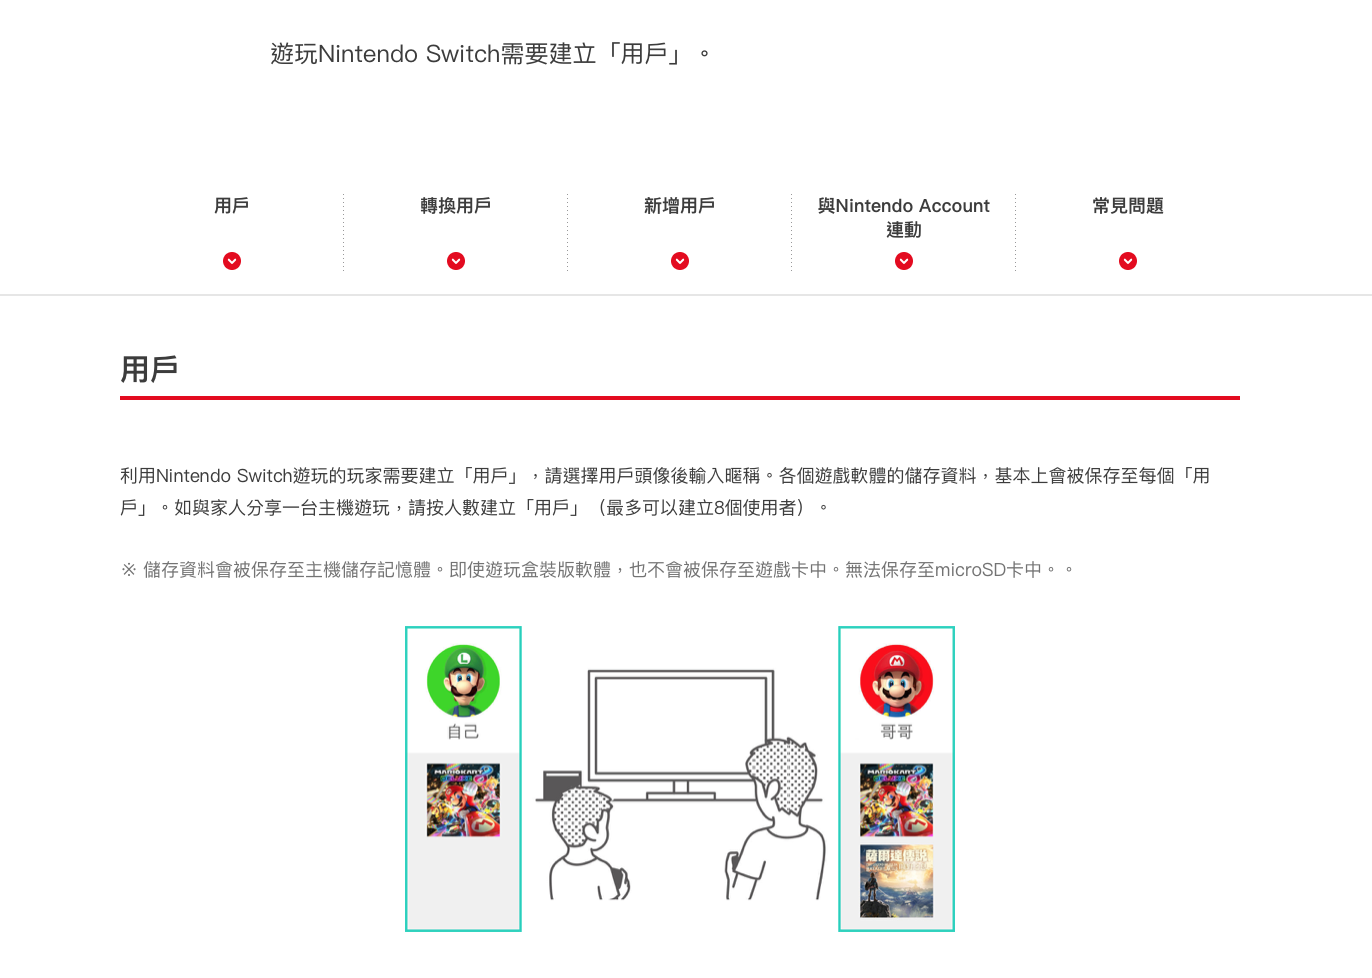 遊玩Nintendo Switch需要建立「用戶」。
用戶
轉換用戶
新增用戶
與Nintendo Account
連動
常見問題
用戶
利用Nintendo Switch遊玩的玩家需要建立「用戶」，請選擇用戶頭像後輸入暱稱。各個遊戲軟體的儲存資料，基本上會被保存至每個「用
戶」。如與家人分享一台主機遊玩，請按人數建立「用戶」（最多可以建立8個使用者）。
※ 儲存資料會被保存至主機儲存記憶體。即使遊玩盒裝版軟體，也不會被保存至遊戲卡中。無法保存至microSD卡中。。
L
自己
MARIOKART 8
DELUXE
M
哥哥
MARIOKART 8
DELUXE
薩爾達傳說